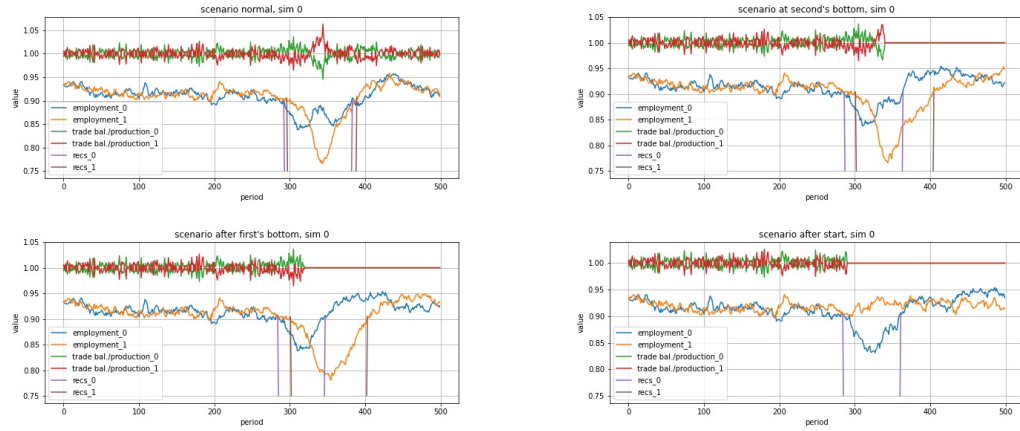 scenario normal, sim 0
1.05
1.00
0.95
0.90
0.85
0.80
0.75
value
employment_0
employment_1
trade bal./production_0
trade bal./production_1
recs_0
recs_1
0
100
200
300
400
500
period
scenario at second's bottom, sim 0
1.05
1.00
0.95
0.90
0.85
0.80
0.75
value
employment_0
employment_1
trade bal./production_0
trade bal./production_1
recs_0
recs_1
0
100
200
300
400
500
period
scenario after first's bottom, sim 0
1.05
1.00
0.95
0.90
0.85
0.80
0.75
value
employment_0
employment_1
trade bal./production_0
trade bal./production_1
recs_0
recs_1
0
100
200
300
400
500
period
scenario after start, sim 0
1.00
0.95
0.90
0.85
0.80
0.75
value
employment_0
employment_1
trade bal./production_0
trade bal./production_1
recs_0
recs_1
0
100
200
300
400
500
period